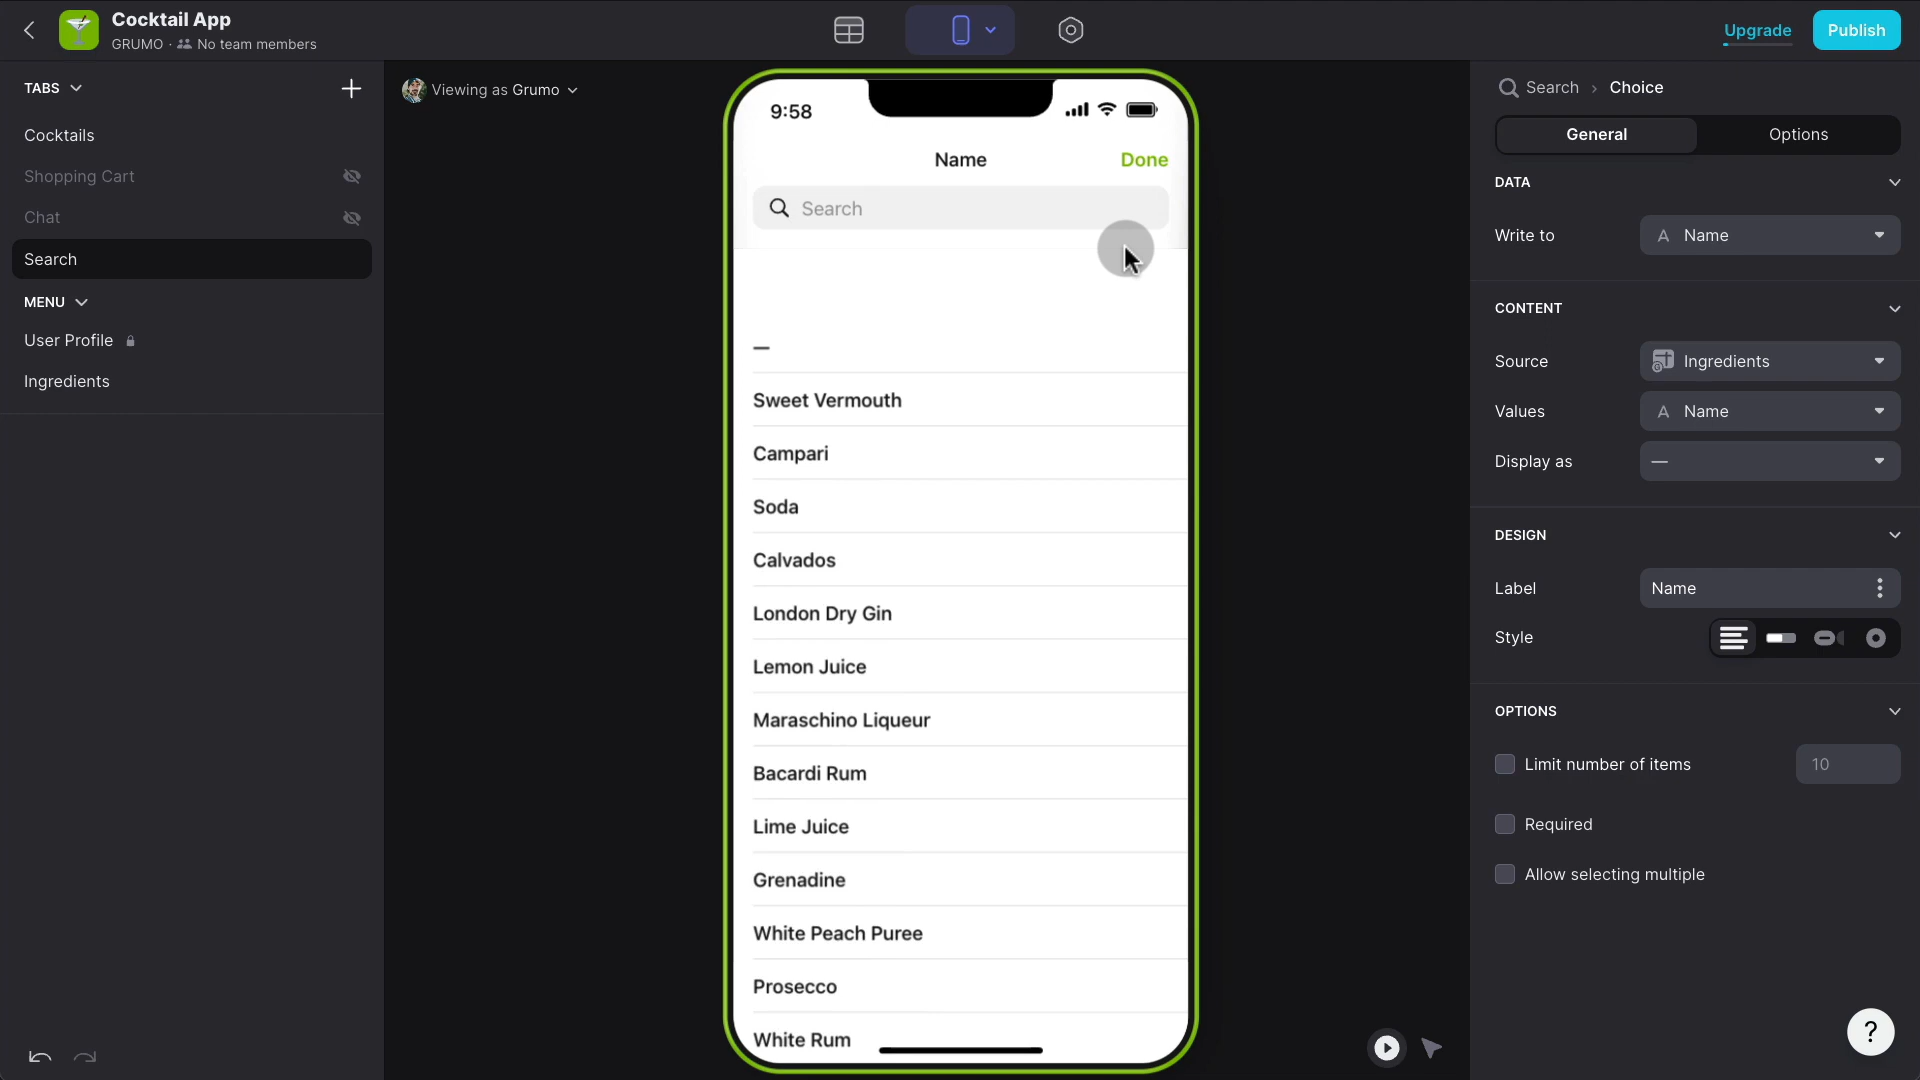 Cocktail App
GRUMO · No team members
Upgrade
Publish
TABS
Cocktails
Shopping Cart
Chat
Search
MENU
User Profile
Ingredients
Viewing as Grumo
9:58
Name
Done
Search
—
Sweet Vermouth
Campari
Soda
Calvados
London Dry Gin
Lemon Juice
Maraschino Liqueur
Bacardi Rum
Lime Juice
Grenadine
White Peach Puree
Prosecco
White Rum
Search › Choice
General
Options
DATA
Write to
A Name
CONTENT
Source
Ingredients
Values
A Name
Display as
—
DESIGN
Label
Name
Style
OPTIONS
Limit number of items
10
Required
Allow selecting multiple
?